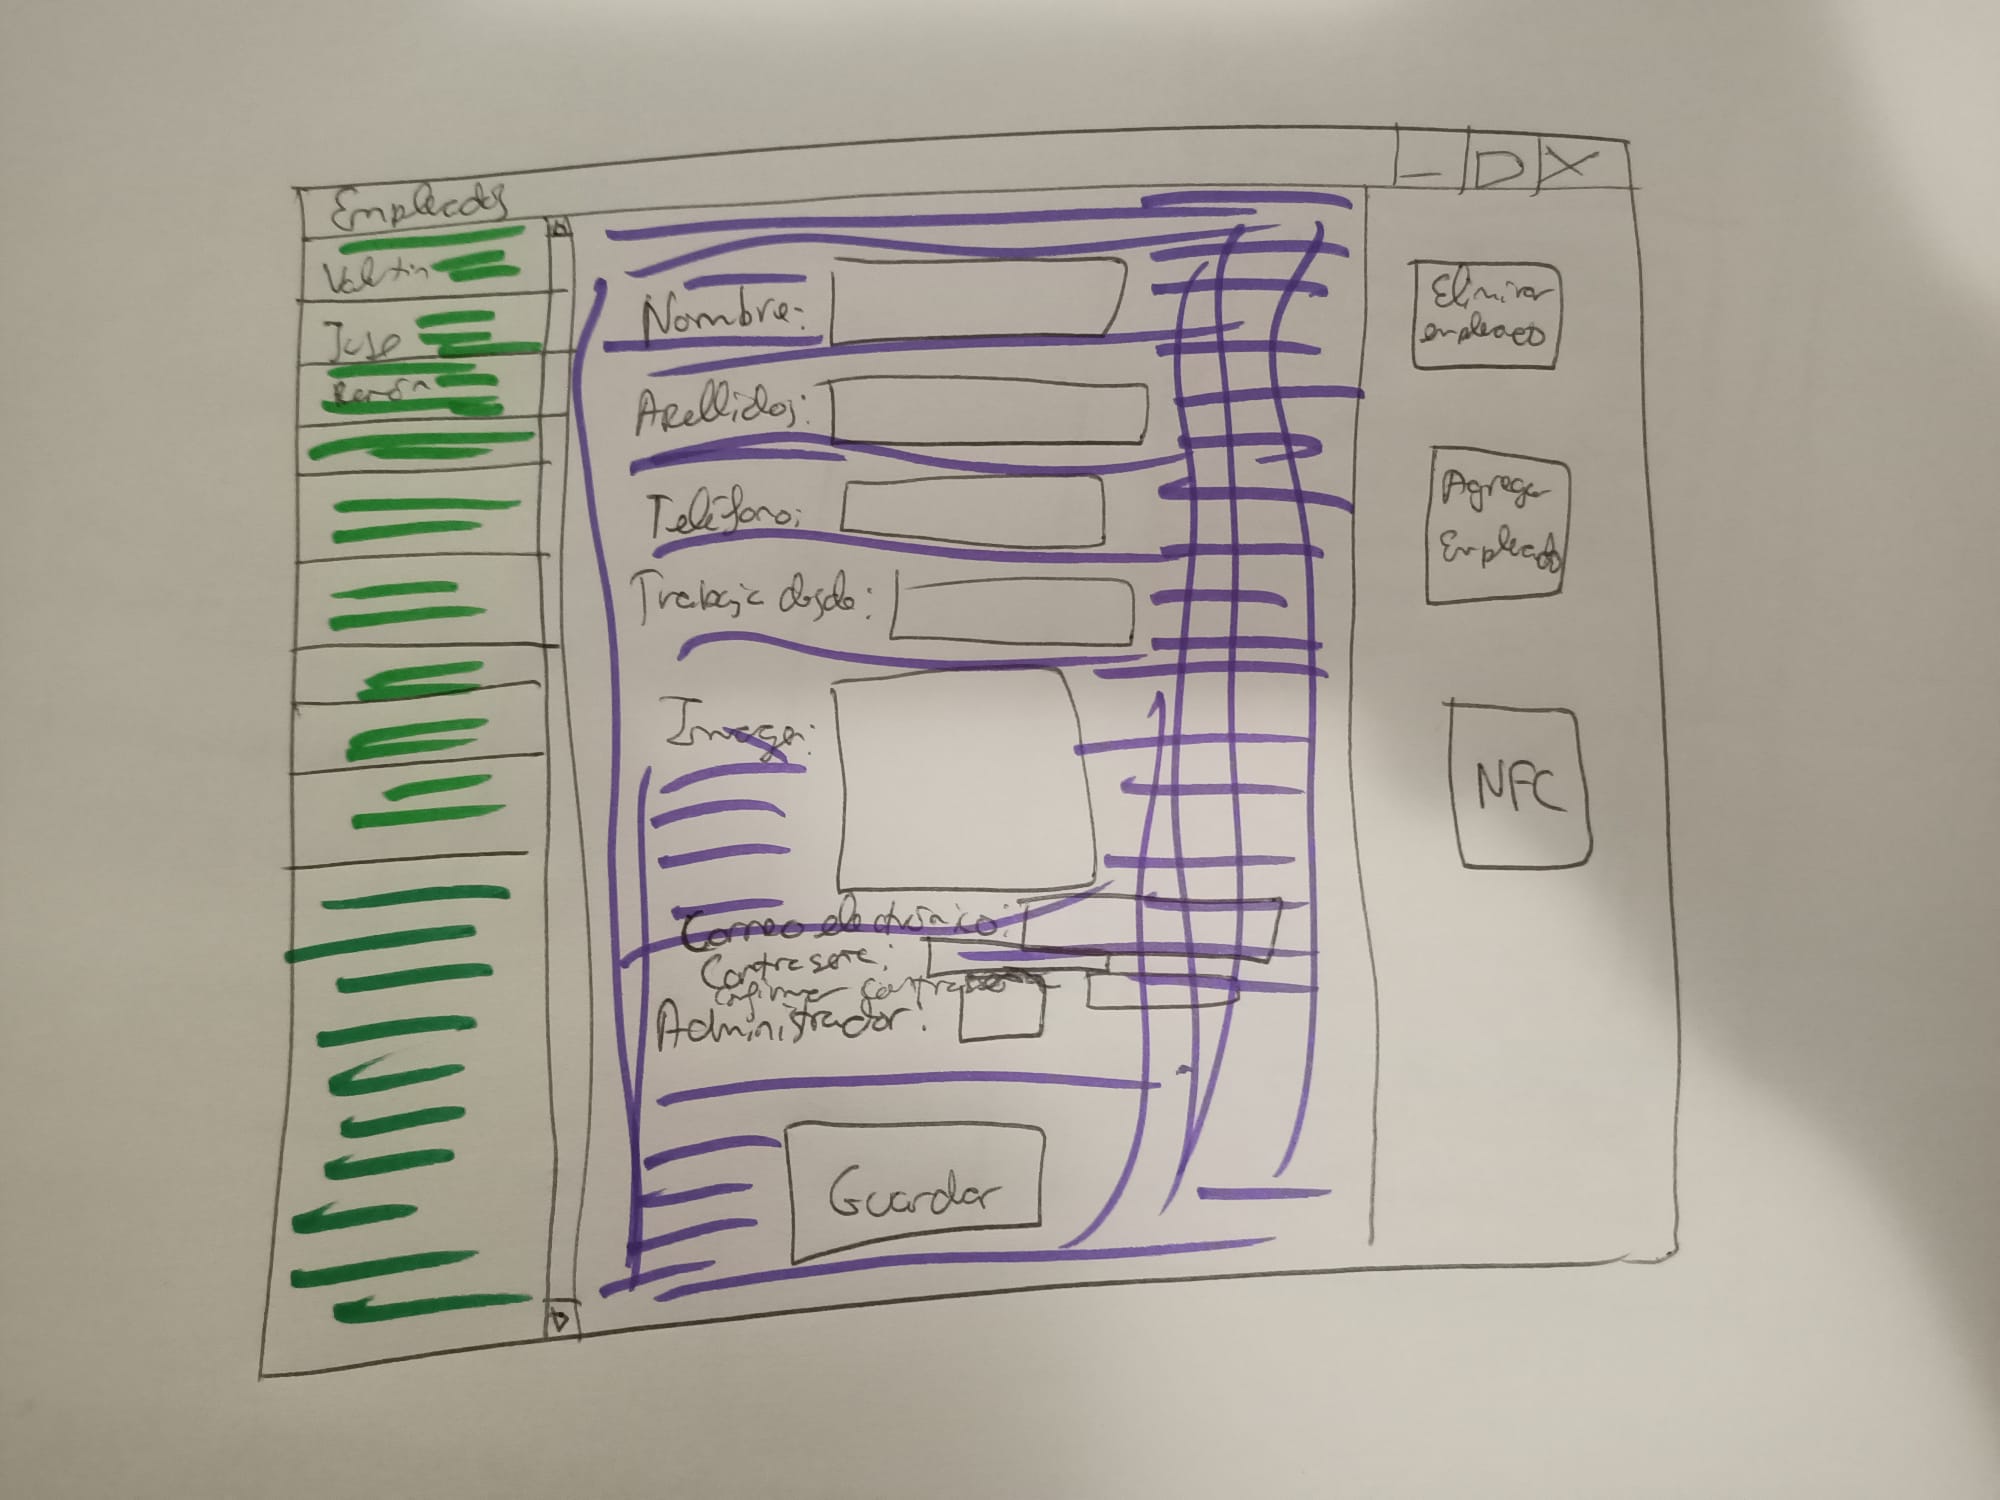 Empleados
Valentin
Jose
Ramón
Nombre:
Apellidos:
Teléfono:
Trabaja desde:
Imagen:
Correo electrónico:
Contraseña:
Confirmar contraseña
Administrador:
Guardar
Eliminar
empleado
Agregar
Empleado
NFC